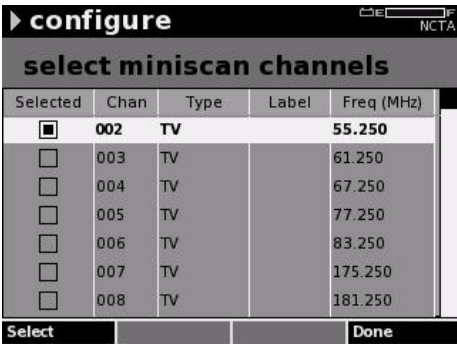 configure
E F
NCTA
select miniscan channels
Selected Chan Type Label Freq (MHz)
002 TV 55.250
003 TV 61.250
004 TV 67.250
005 TV 77.250
006 TV 83.250
007 TV 175.250
008 TV 181.250
Select Done